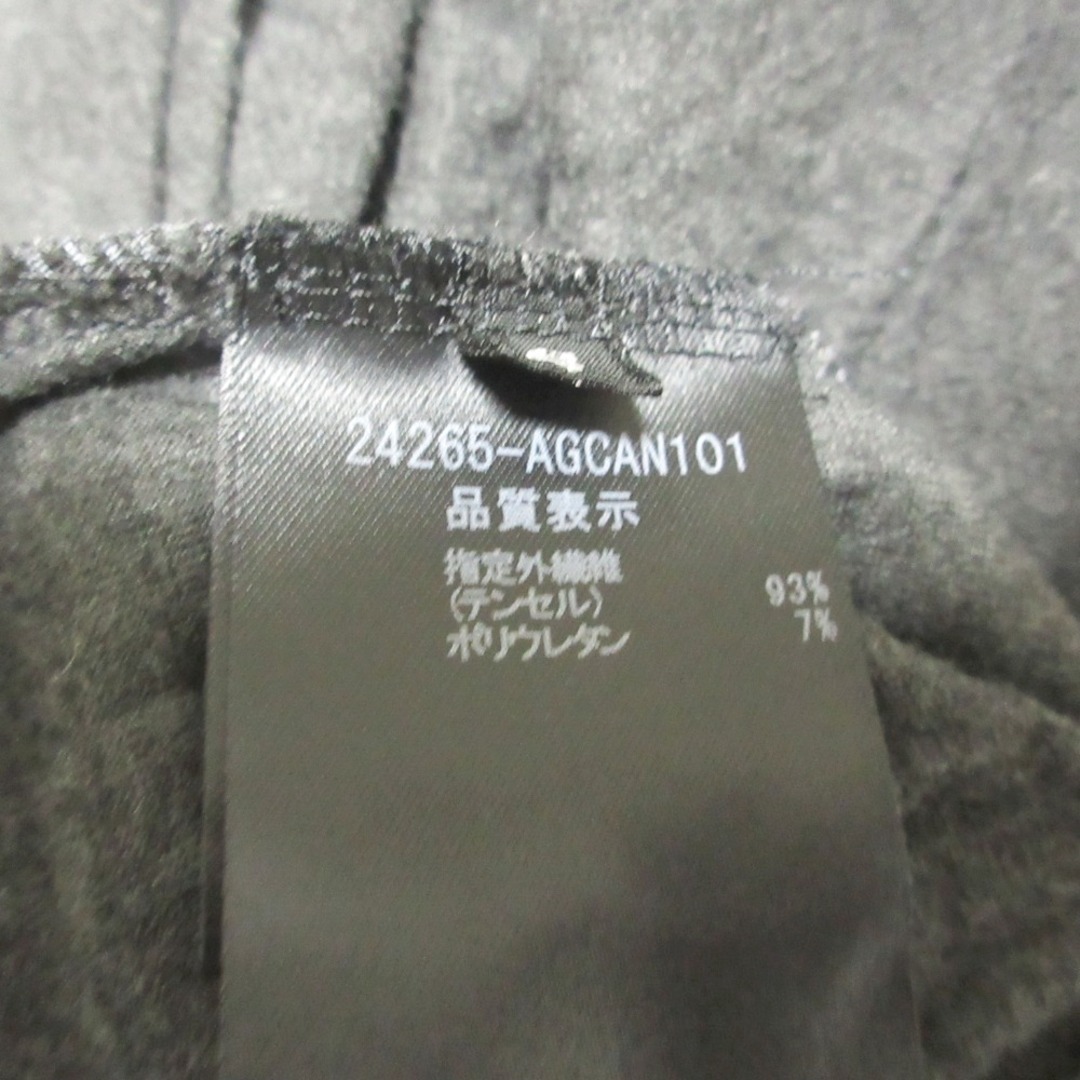 24265-AGCAN101
品質表示
指定外繊維
(テンセル) 93%
ポリウレタン 7%